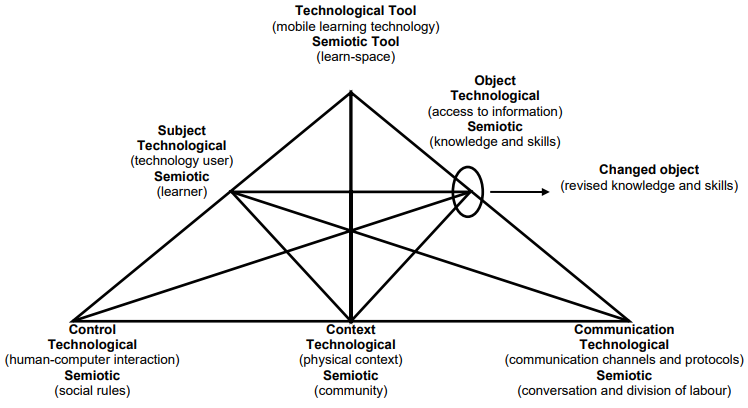 Technological Tool
(mobile learning technology)
Semiotic Tool
(learn-space)
Object
Technological
(access to information)
Semiotic
(knowledge and skills)
Subject
Technological
(technology user)
Semiotic
(learner)
Changed object
(revised knowledge and skills)
Control
Technological
(human-computer interaction)
Semiotic
(social rules)
Context
Technological
(physical context)
Semiotic
(community)
Communication
Technological
(communication channels and protocols)
Semiotic
(conversation and division of labour)